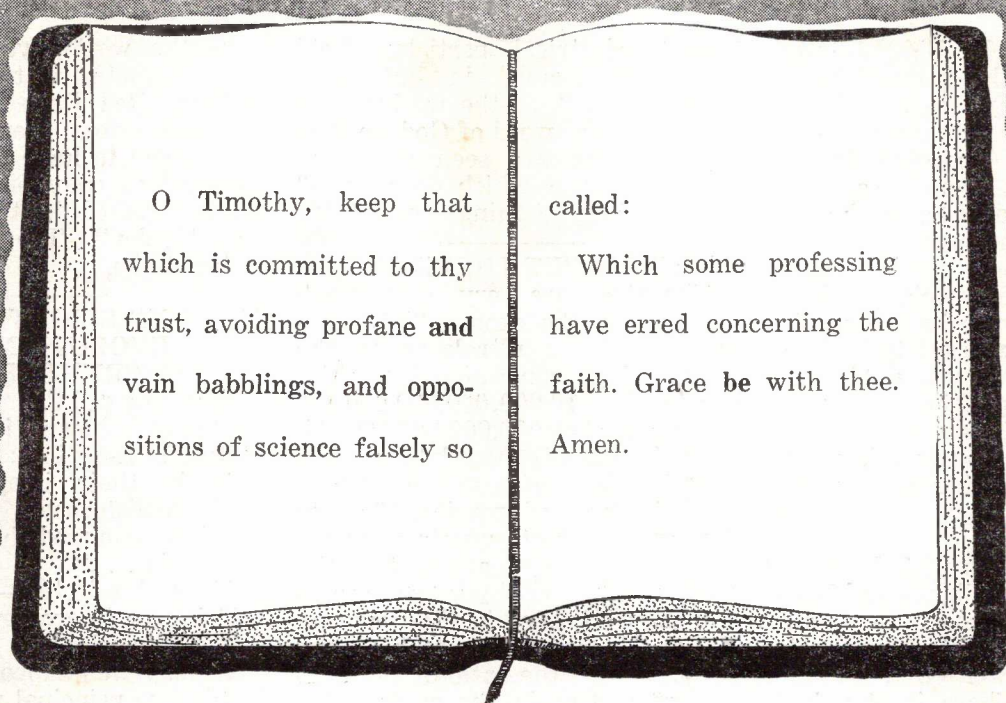 O Timothy, keep that
which is committed to thy
trust, avoiding profane and
vain babblings, and oppo-
sitions of science falsely so
called:
Which some professing
have erred concerning the
faith. Grace be with thee.
Amen.